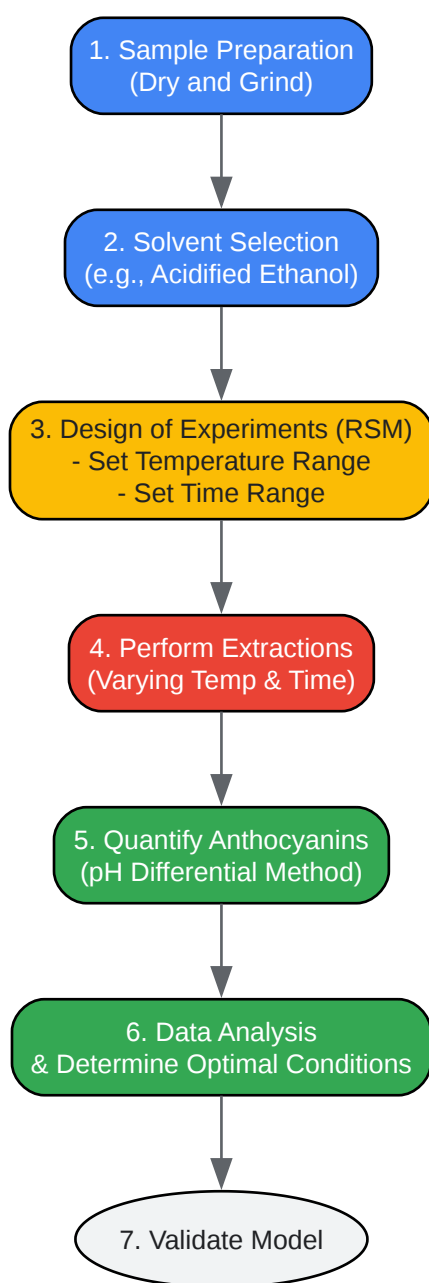 1. Sample Preparation
(Dry and Grind)
2. Solvent Selection
(e.g., Acidified Ethanol)
3. Design of Experiments (RSM)
- Set Temperature Range
- Set Time Range
4. Perform Extractions
(Varying Temp & Time)
5. Quantify Anthocyanins
(pH Differential Method)
6. Data Analysis
& Determine Optimal Conditions
7. Validate Model